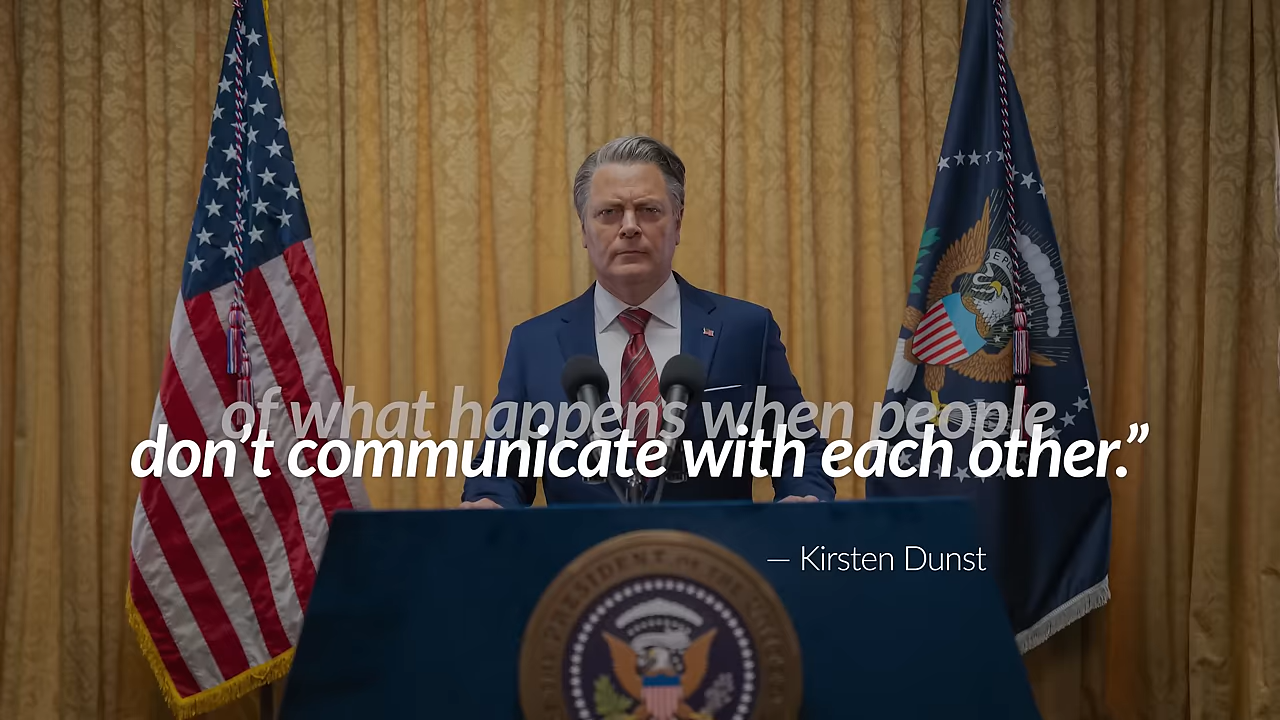 of what happens when people
don’t communicate with each other.”
— Kirsten Dunst